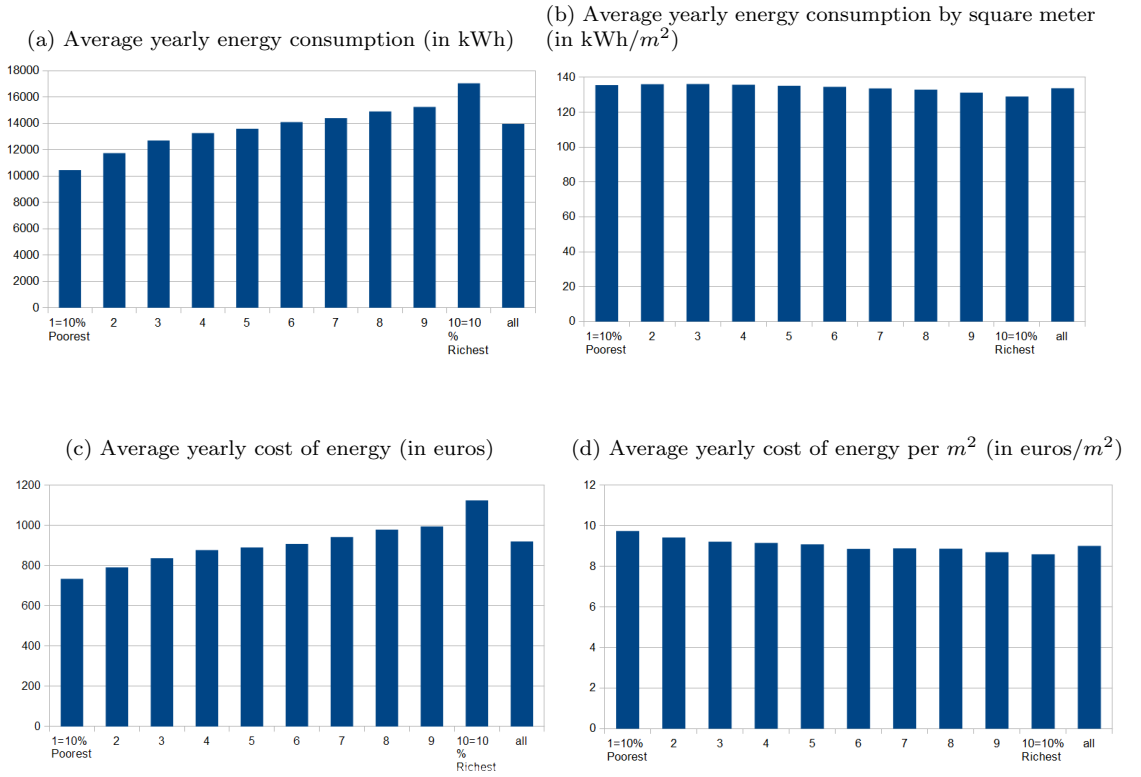 (a) Average yearly energy consumption (in kWh)
18000
16000
14000
12000
10000
8000
6000
4000
2000
0
1=10% 2 3 4 5 6 7 8 9 10=10 all
Poorest %
Richest
(b) Average yearly energy consumption by square meter
(in kWh/m²)
140
120
100
80
60
40
20
0
1=10% 2 3 4 5 6 7 8 9 10=10% all
Poorest Richest
(c) Average yearly cost of energy (in euros)
1200
1000
800
600
400
200
0
1=10% 2 3 4 5 6 7 8 9 10=10 all
Poorest %
Richest
(d) Average yearly cost of energy per m² (in euros/m²)
12
10
8
6
4
2
0
1=10% 2 3 4 5 6 7 8 9 10=10% all
Poorest Richest